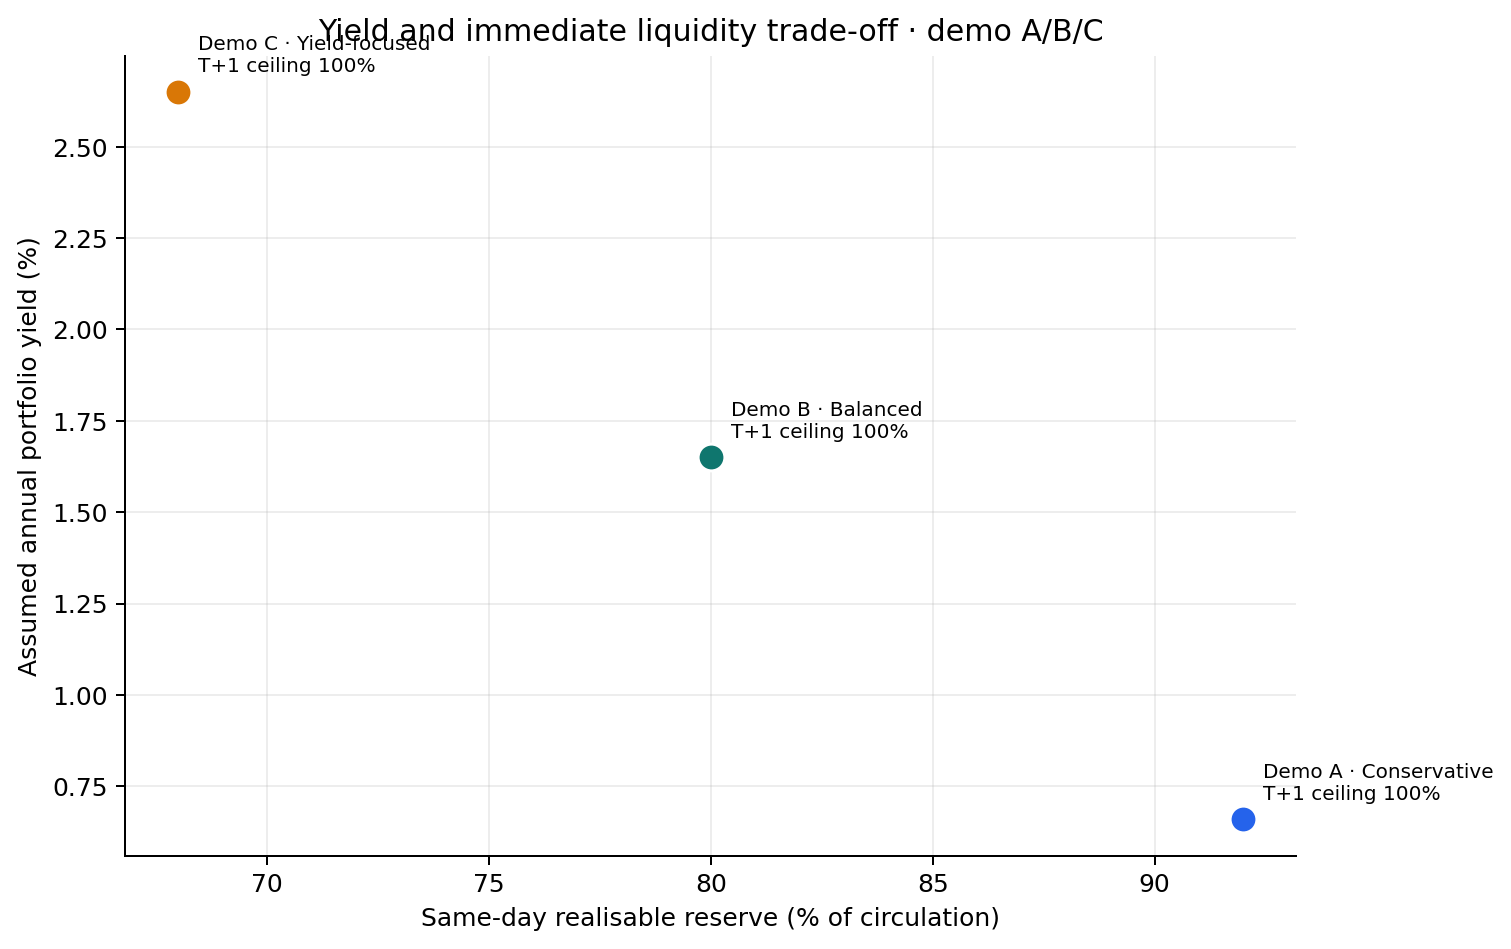 Yield and immediate liquidity trade-off · demo A/B/C
Demo C · Yield-focused
T+1 ceiling 100%
2.50
2.25
2.00
1.75
1.50
1.25
1.00
0.75
Assumed annual portfolio yield (%)
Demo B · Balanced
T+1 ceiling 100%
Demo A · Conservative
T+1 ceiling 100%
70
75
80
85
90
Same-day realisable reserve (% of circulation)